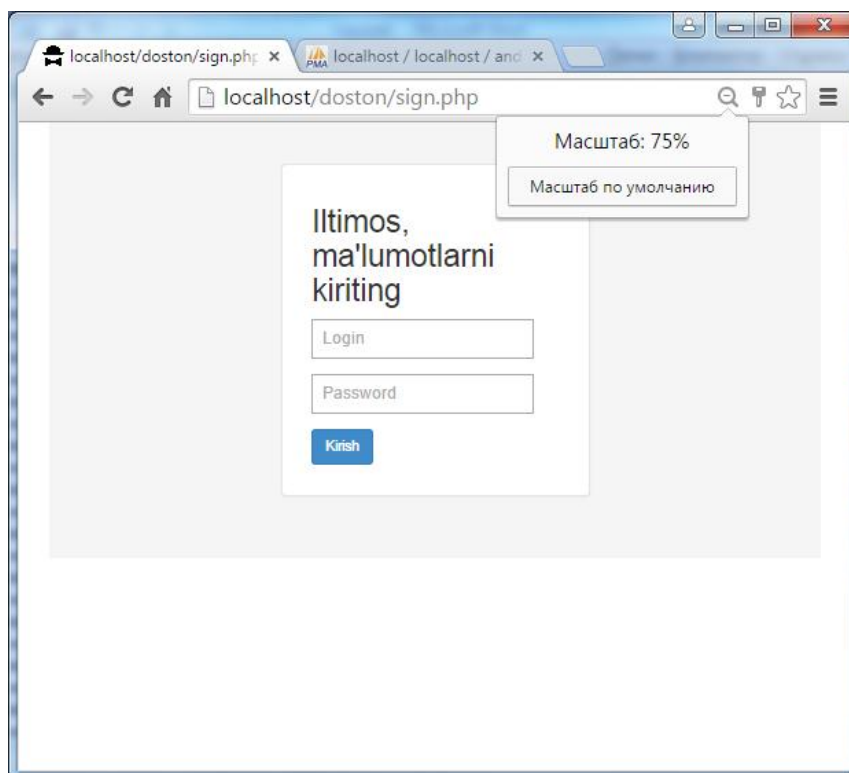 localhost/doston/sign.php
PMA localhost / localhost / and
localhost/doston/sign.php
Масштаб: 75%
Масштаб по умолчанию
Iltimos,
ma'lumotlarni
kiriting
Login
Password
Kirish